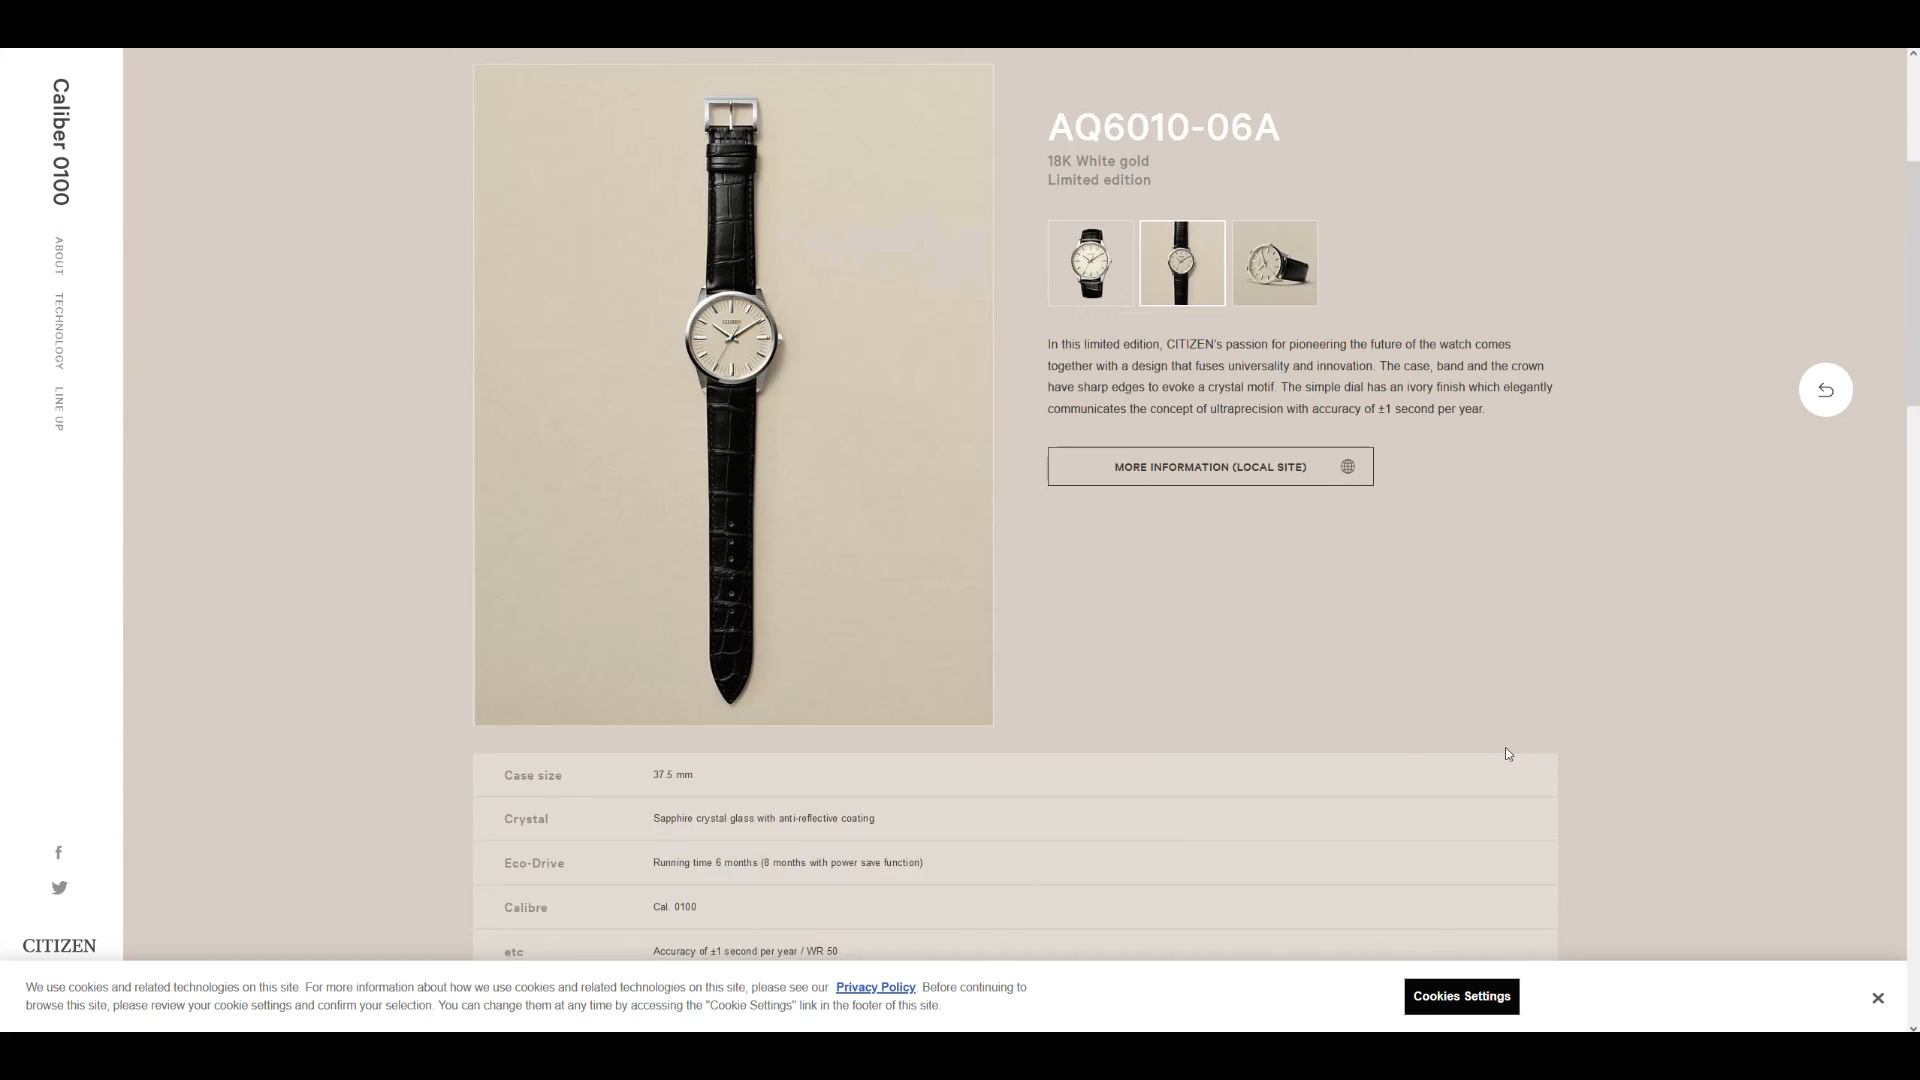 Caliber 0100
ABOUT
TECHNOLOGY
LINE UP
CITIZEN
CITIZEN
AQ6010-06A
18K White gold
Limited edition
In this limited edition, CITIZEN's passion for pioneering the future of the watch comes
together with a design that fuses universality and innovation. The case, band and the crown
have sharp edges to evoke a crystal motif. The simple dial has an ivory finish which elegantly
communicates the concept of ultraprecision with accuracy of ±1 second per year.
MORE INFORMATION (LOCAL SITE)
Case size 37.5 mm
Crystal Sapphire crystal glass with anti-reflective coating
Eco-Drive Running time 6 months (8 months with power save function)
Calibre Cal. 0100
etc Accuracy of ±1 second per year / WR 50
We use cookies and related technologies on this site. For more information about how we use cookies and related technologies on this site, please see our Privacy Policy. Before continuing to
browse this site, please review your cookie settings and confirm your selection. You can change them at any time by accessing the "Cookie Settings" link in the footer of this site.
Cookies Settings